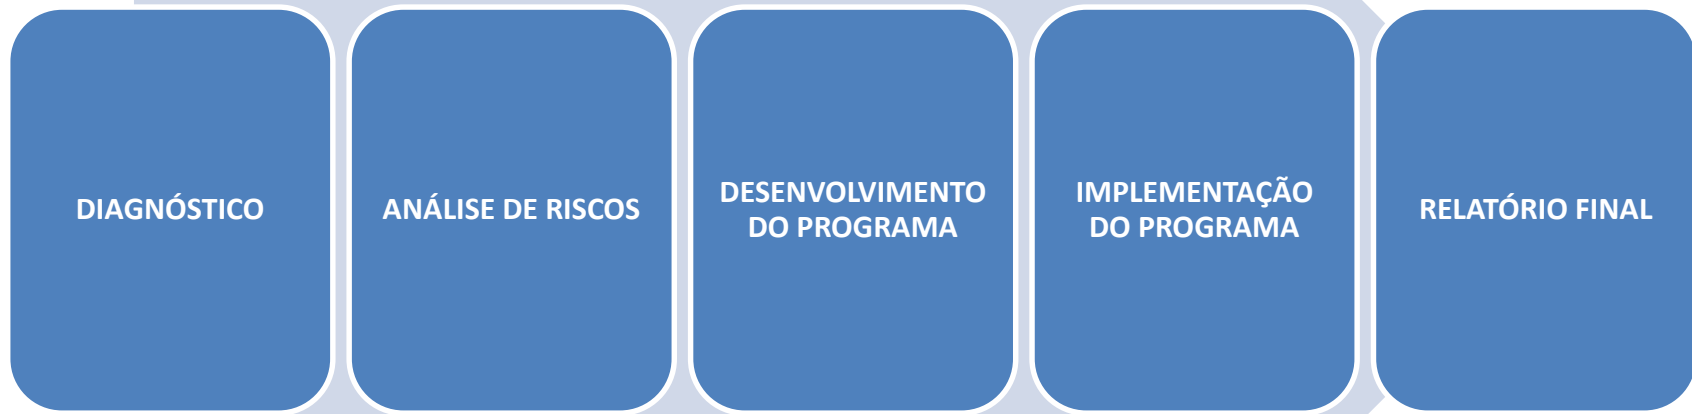 DIAGNÓSTICO
ANÁLISE DE RISCOS
DESENVOLVIMENTO
DO PROGRAMA
IMPLEMENTAÇÃO
DO PROGRAMA
RELATÓRIO FINAL